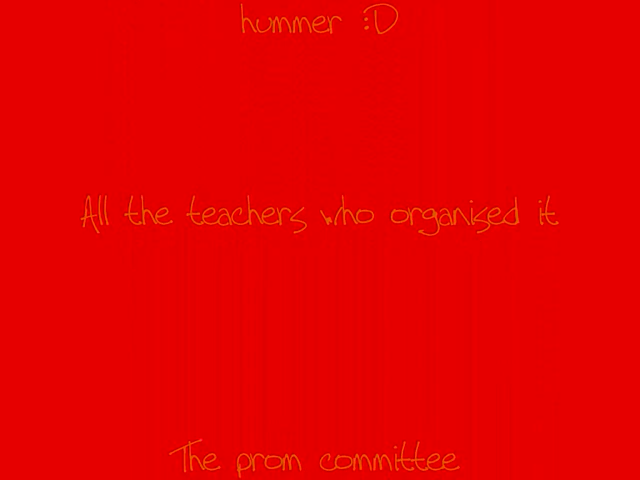 hummer :D
All the teachers who organised it
The prom committee